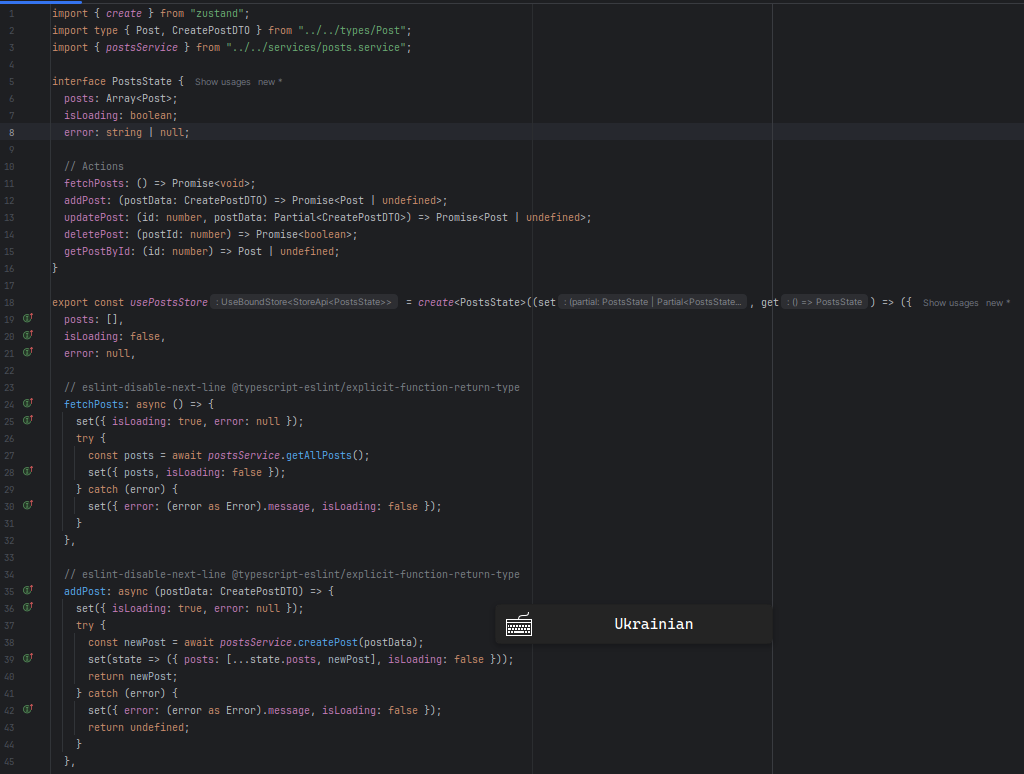 1 import { create } from "zustand";
2 import type { Post, CreatePostDTO } from "../../types/Post";
3 import { postsService } from "../../services/posts.service";
4
5 interface PostsState { Show usages new *
6 posts: Array<Post>;
7 isLoading: boolean;
8 error: string | null;
9
10 // Actions
11 fetchPosts: () => Promise<void>;
12 addPost: (postData: CreatePostDTO) => Promise<Post | undefined>;
13 updatePost: (id: number, postData: Partial<CreatePostDTO>) => Promise<Post | undefined>;
14 deletePost: (postId: number) => Promise<boolean>;
15 getPostById: (id: number) => Post | undefined;
16 }
17
18 export const usePostsStore : UseBoundStore<StoreApi<PostsState>> = create<PostsState>((set : (partial: PostsState | Partial<PostsState… , get : () => PostsState ) => ({ Show usages new *
19 posts: [],
20 isLoading: false,
21 error: null,
22
23 // eslint-disable-next-line @typescript-eslint/explicit-function-return-type
24 fetchPosts: async () => {
25 set({ isLoading: true, error: null });
26 try {
27 const posts = await postsService.getAllPosts();
28 set({ posts, isLoading: false });
29 } catch (error) {
30 set({ error: (error as Error).message, isLoading: false });
31 }
32 },
33
34 // eslint-disable-next-line @typescript-eslint/explicit-function-return-type
35 addPost: async (postData: CreatePostDTO) => {
36 set({ isLoading: true, error: null });
37 try {
38 const newPost = await postsService.createPost(postData);
39 set(state => ({ posts: [...state.posts, newPost], isLoading: false }));
40 return newPost;
41 } catch (error) {
42 set({ error: (error as Error).message, isLoading: false });
43 return undefined;
44 }
45 },
Ukrainian